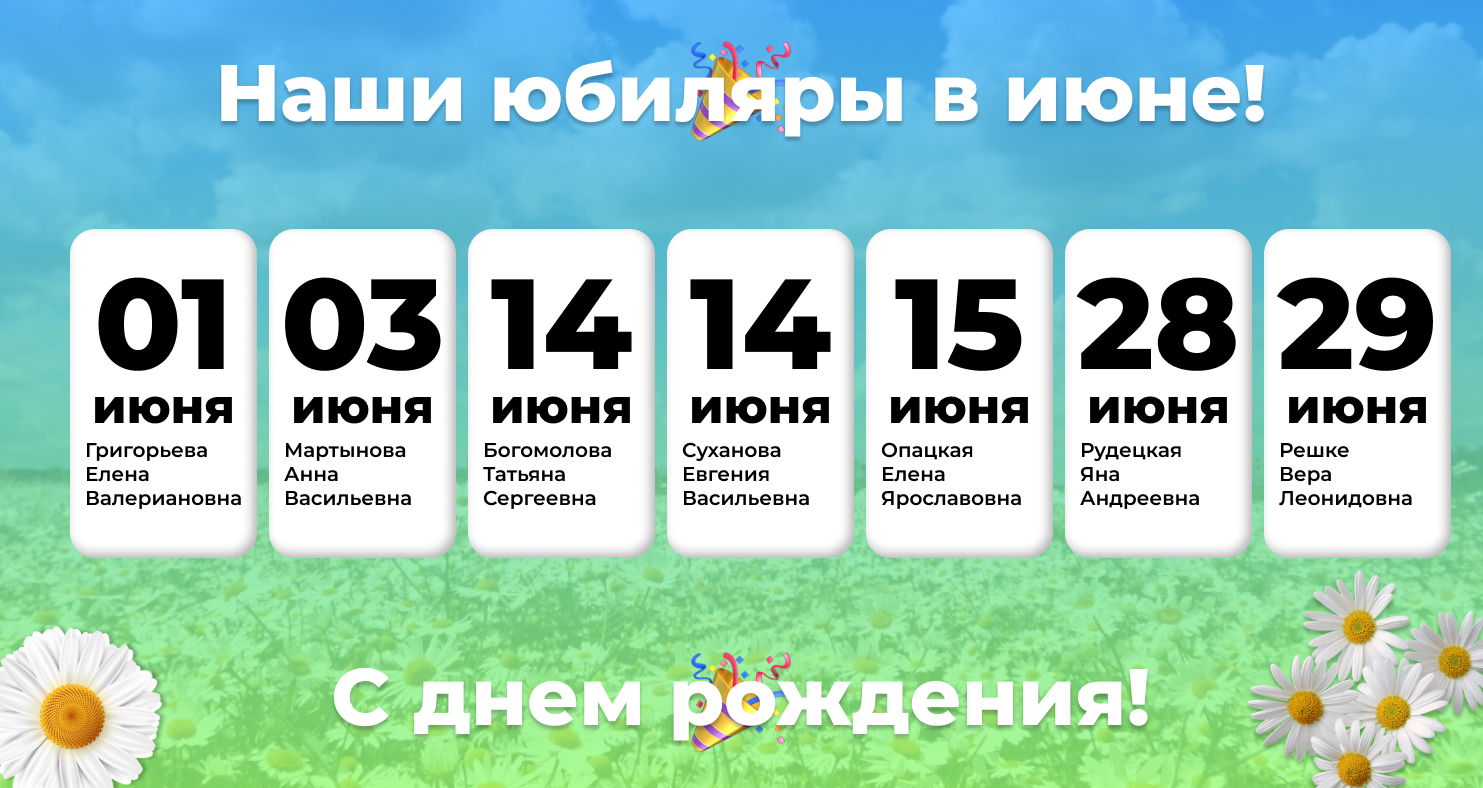 Наши юбиляры в июне!
01
июня
Григорьева
Елена
Валериановна
03
июня
Мартынова
Анна
Васильевна
14
июня
Богомолова
Татьяна
Сергеевна
14
июня
Суханова
Евгения
Васильевна
15
июня
Опацкая
Елена
Ярославовна
28
июня
Рудецкая
Яна
Андреевна
29
июня
Решке
Вера
Леонидовна
С днем рождения!